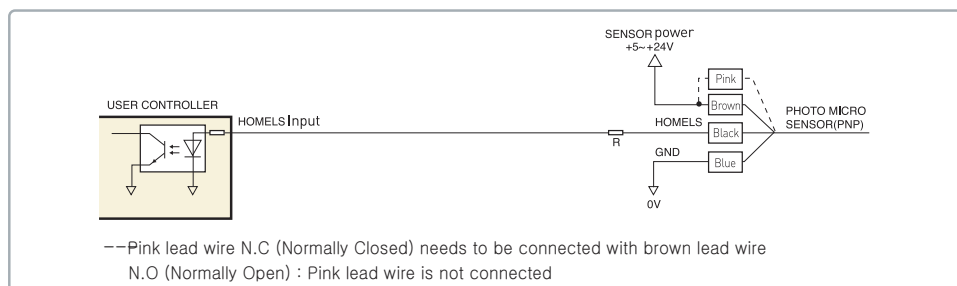 SENSOR power
+5~+24V
Pink
USER CONTROLLER
Brown
PHOTO MICRO
SENSOR(PNP)
HOMELS Input
HOMELS
Black
R
GND
Blue
0V
--Pink lead wire N.C (Normally Closed) needs to be connected with brown lead wire
N.O (Normally Open) : Pink lead wire is not connected